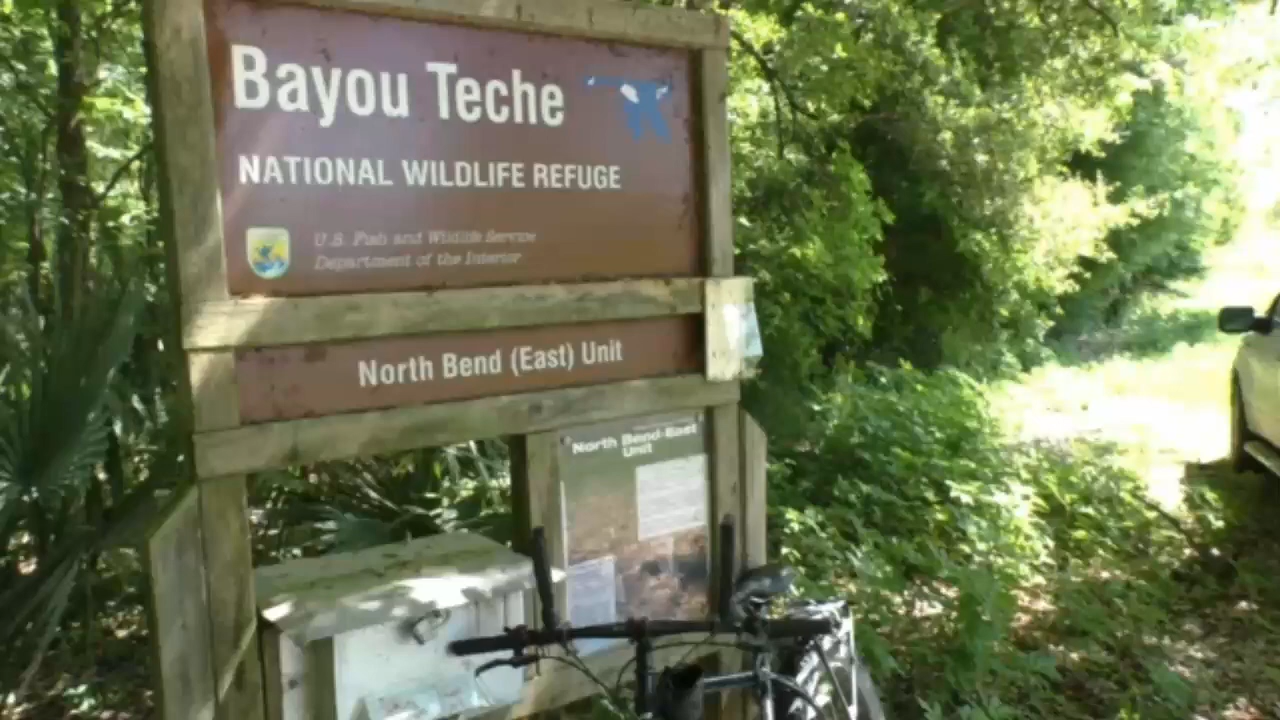 Bayou Teche
NATIONAL WILDLIFE REFUGE
U.S. Fish and Wildlife Service
Department of the Interior
North Bend (East) Unit
North Bend-East
Unit